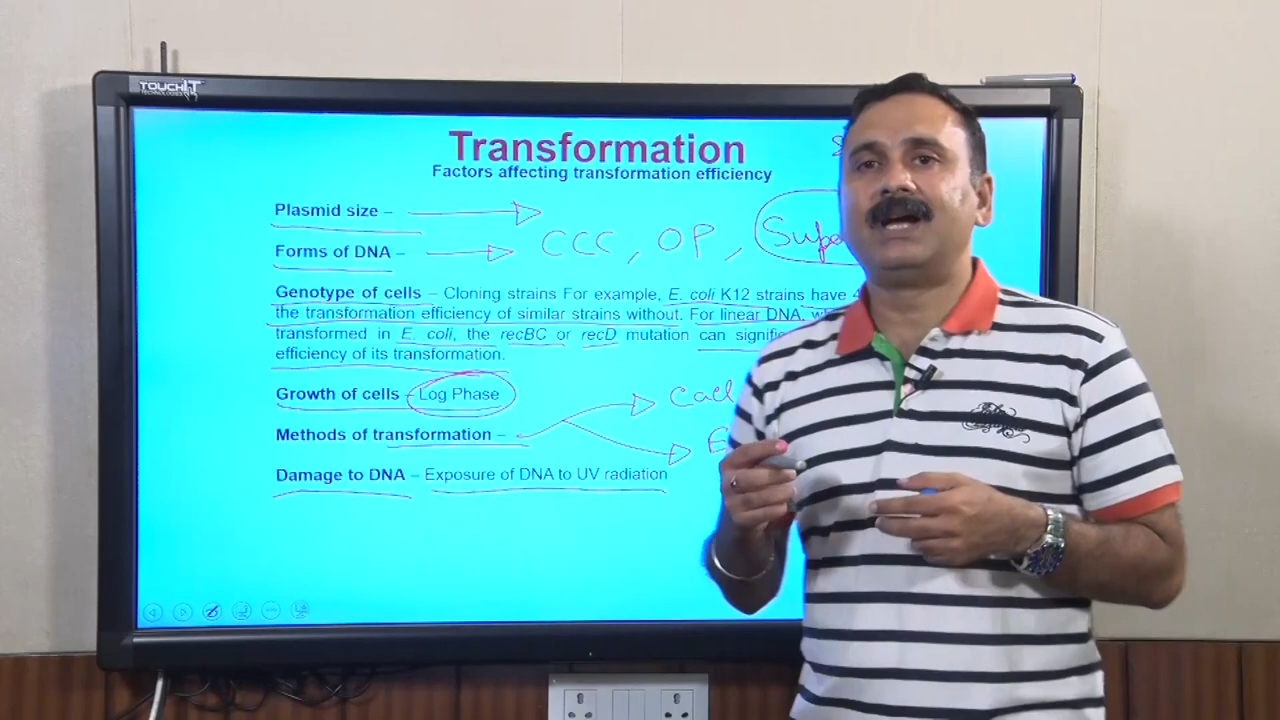 TOUCHIT
TECHNOLOGIES
Transformation
Factors affecting transformation efficiency
Plasmid size –
Forms of DNA – CCC, OP,
Genotype of cells – Cloning strains For example, E. coli K12 strains have
the transformation efficiency of similar strains without. For linear DNA,
transformed in E. coli, the recBC or recD mutation can
efficiency of its transformation.
Growth of cells – Log Phase
Methods of transformation –
Damage to DNA – Exposure of DNA to UV radiation